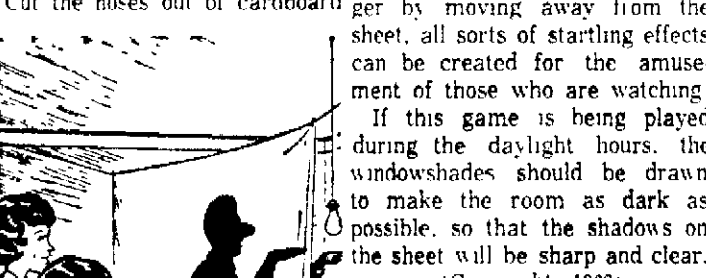 Cut the noses out of cardboard
ger by moving away from the
sheet, all sorts of startling effects
can be created for the amuse-
ment of those who are watching
If this game is being played
during the daylight hours, the
windowshades should be drawn
to make the room as dark as
possible, so that the shadows on
the sheet will be sharp and clear.